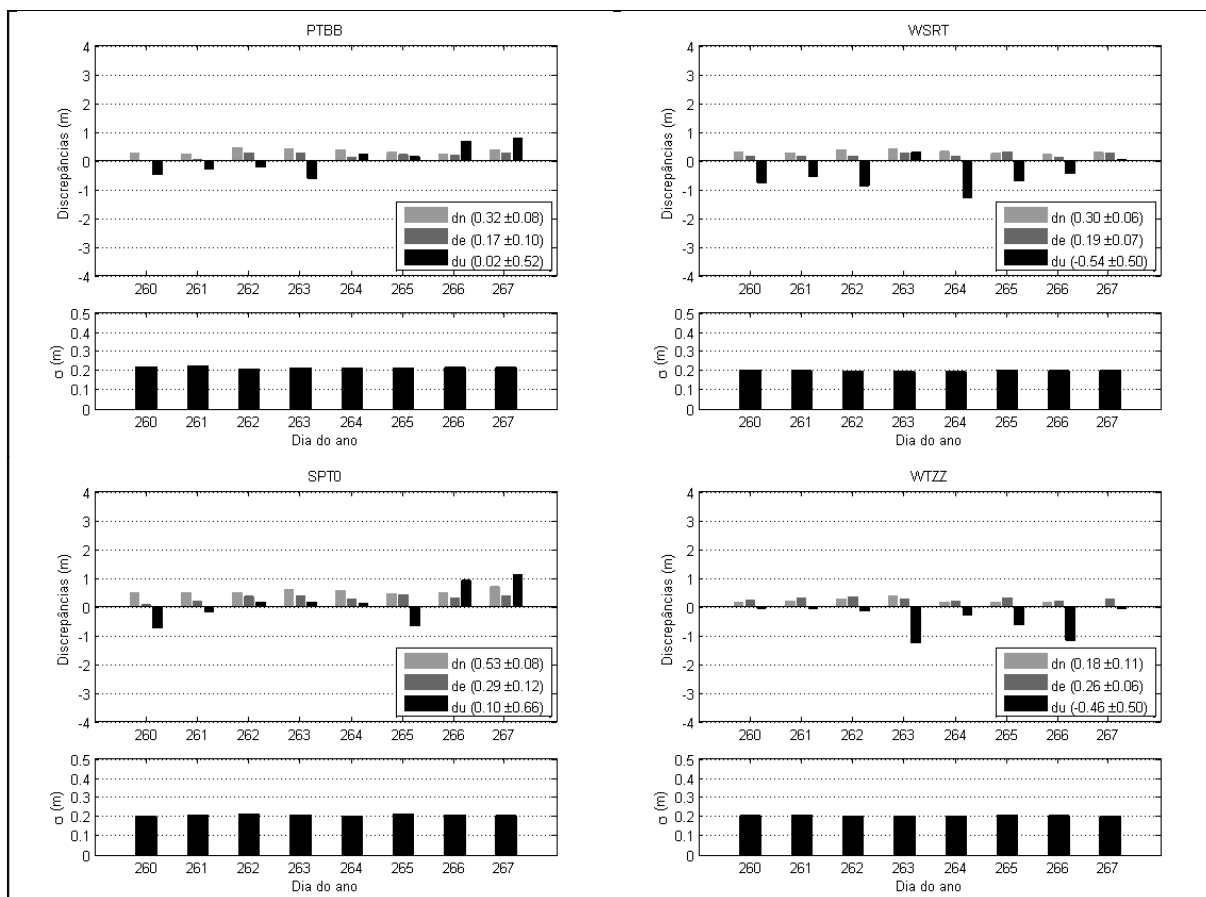 PTBB
4
3
2
1
0
-1
-2
-3
-4
Discrepâncias (m)
dn (0.32 ±0.08)
de (0.17 ±0.10)
du (0.02 ±0.52)
260 261 262 263 264 265 266 267
0.5
0.4
0.3
0.2
0.1
0
σ (m)
260 261 262 263 264 265 266 267
Dia do ano
WSRT
4
3
2
1
0
-1
-2
-3
-4
Discrepâncias (m)
dn (0.30 ±0.06)
de (0.19 ±0.07)
du (-0.54 ±0.50)
260 261 262 263 264 265 266 267
0.5
0.4
0.3
0.2
0.1
0
σ (m)
260 261 262 263 264 265 266 267
Dia do ano
SPT0
4
3
2
1
0
-1
-2
-3
-4
Discrepâncias (m)
dn (0.53 ±0.08)
de (0.29 ±0.12)
du (0.10 ±0.66)
260 261 262 263 264 265 266 267
0.5
0.4
0.3
0.2
0.1
0
σ (m)
260 261 262 263 264 265 266 267
Dia do ano
WTZZ
4
3
2
1
0
-1
-2
-3
-4
Discrepâncias (m)
dn (0.18 ±0.11)
de (0.26 ±0.06)
du (-0.46 ±0.50)
260 261 262 263 264 265 266 267
0.5
0.4
0.3
0.2
0.1
0
σ (m)
260 261 262 263 264 265 266 267
Dia do ano